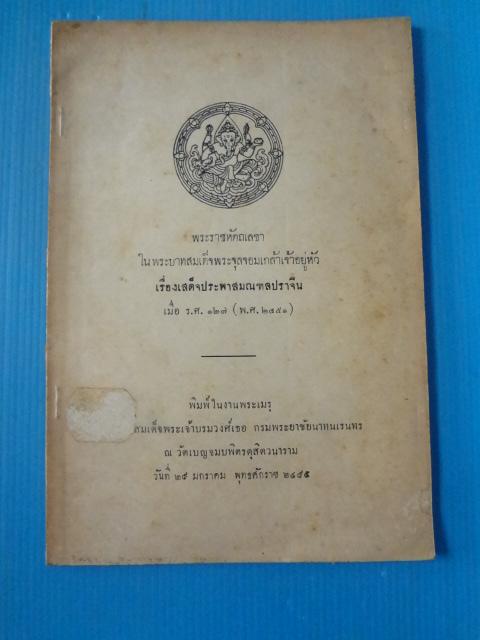 พระราชหัตถเลขา
ในพระบาทสมเด็จพระจุลจอมเกล้าเจ้าอยู่หัว
เรื่องเสด็จประพาสมณฑลปราจิน
เมื่อ ร.ศ. ๑๒๗ (พ.ศ. ๒๔๕๑)
พิมพ์ในงานพระเมรุ
สมเด็จพระเจ้าบรมวงศ์เธอ กรมพระยาชัยนาทนเรนทร
ณ วัดเบญจมบพิตรดุสิตวนาราม
วันที่ ๒๙ มกราคม พุทธศักราช ๒๔๙๕